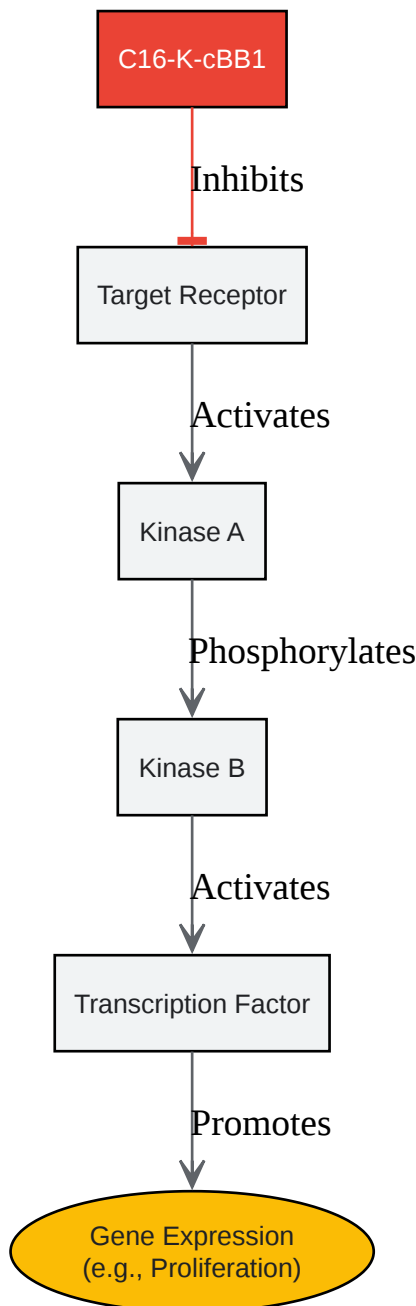 C16-K-cBB1
Inhibits
Target Receptor
Activates
Kinase A
Phosphorylates
Kinase B
Activates
Transcription Factor
Promotes
Gene Expression
(e.g., Proliferation)